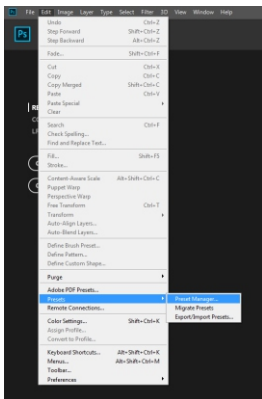 Ps File Edit Image Layer Type Select Filter 3D View Window Help
Ps
Undo Ctrl+Z
Step Forward Shift+Ctrl+Z
Step Backward Alt+Ctrl+Z
Fade... Shift+Ctrl+F
Cut Ctrl+X
Copy Ctrl+C
Copy Merged Shift+Ctrl+C
Paste Ctrl+V
Paste Special
Clear
Search Ctrl+F
Check Spelling...
Find and Replace Text...
Fill... Shift+F5
Stroke...
Content-Aware Scale Alt+Shift+Ctrl+C
Puppet Warp
Perspective Warp
Free Transform Ctrl+T
Transform
Auto-Align Layers...
Auto-Blend Layers...
Define Brush Preset...
Define Pattern...
Define Custom Shape...
Purge
Adobe PDF Presets...
Presets Preset Manager...
Remote Connections... Migrate Presets
Export/Import Presets...
Color Settings... Shift+Ctrl+K
Assign Profile...
Convert to Profile...
Keyboard Shortcuts... Alt+Shift+Ctrl+K
Menus... Alt+Shift+Ctrl+M
Toolbar...
Preferences